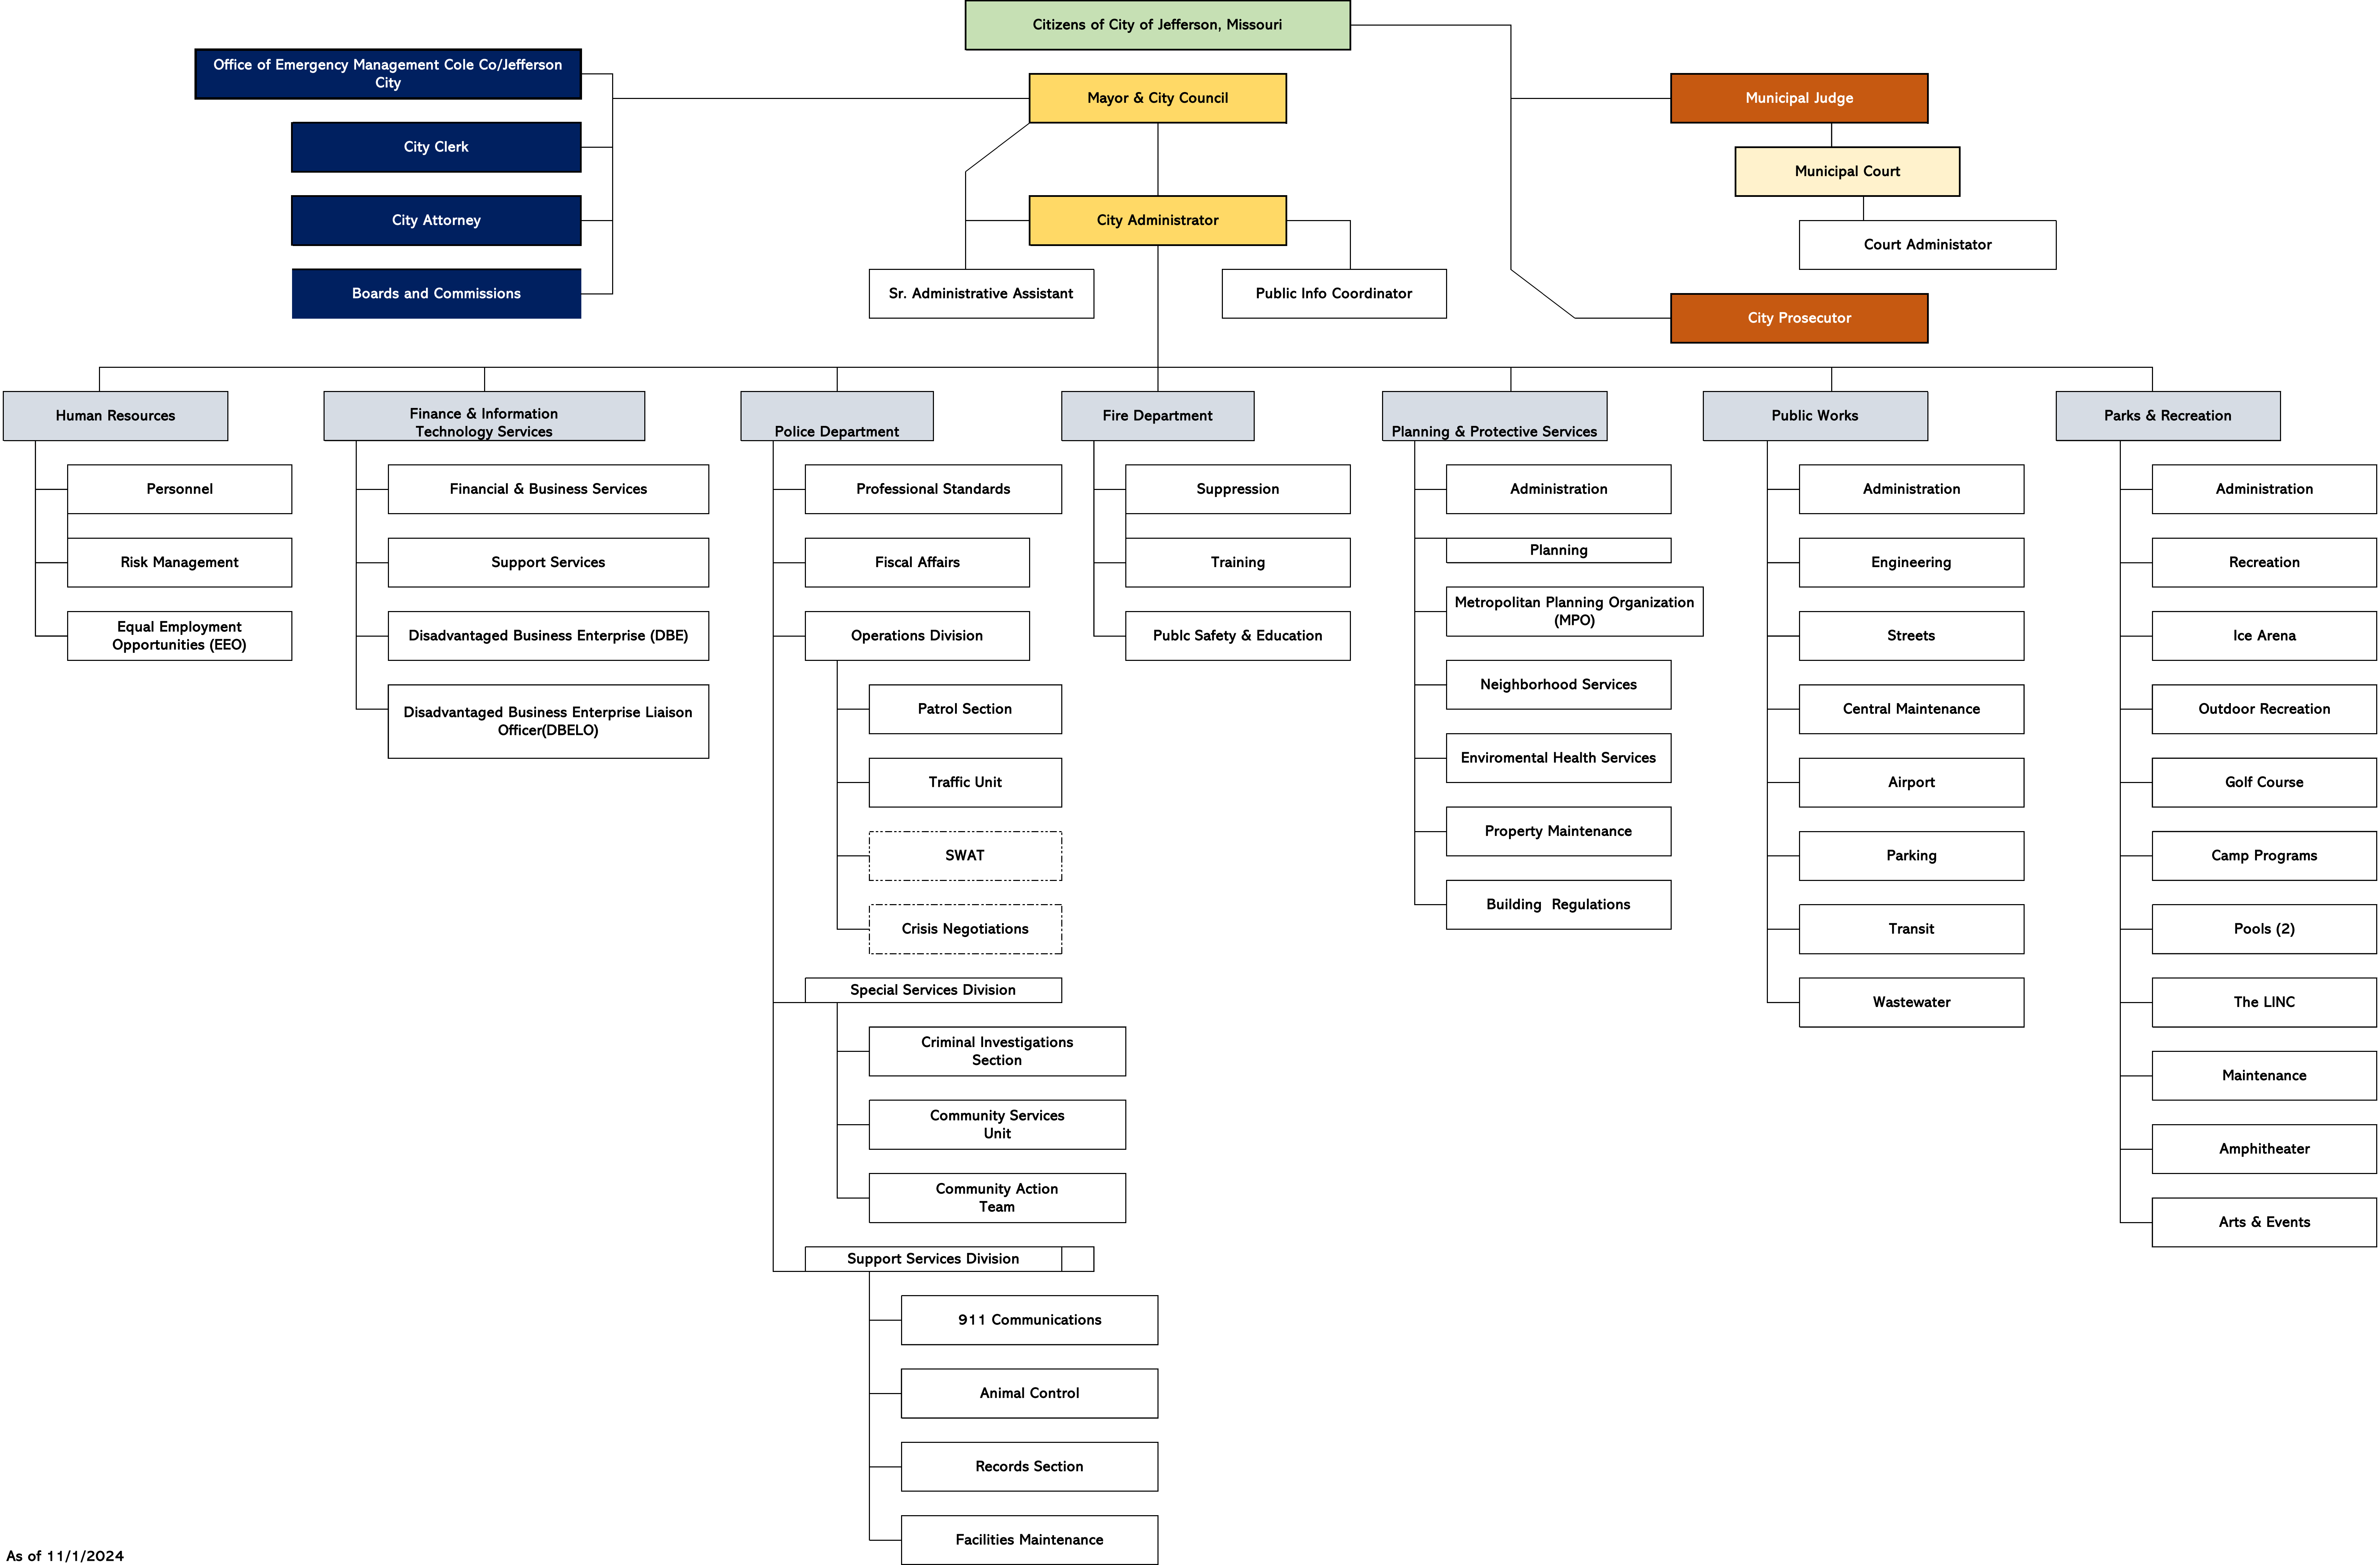 Citizens of City of Jefferson, Missouri
Office of Emergency Management Cole Co/Jefferson
City
Mayor & City Council
Municipal Judge
City Clerk
Municipal Court
City Attorney
City Administrator
Court Administator
Boards and Commissions
Sr. Administrative Assistant
Public Info Coordinator
City Prosecutor
Human Resources
Personnel
Risk Management
Equal Employment
Opportunities (EEO)
Finance & Information
Technology Services
Financial & Business Services
Support Services
Disadvantaged Business Enterprise (DBE)
Disadvantaged Business Enterprise Liaison
Officer(DBELO)
Police Department
Professional Standards
Fiscal Affairs
Operations Division
Patrol Section
Traffic Unit
SWAT
Crisis Negotiations
Special Services Division
Criminal Investigations
Section
Community Services
Unit
Community Action
Team
Support Services Division
911 Communications
Animal Control
Records Section
Facilities Maintenance
Fire Department
Suppression
Training
Publc Safety & Education
Planning & Protective Services
Administration
Planning
Metropolitan Planning Organization
(MPO)
Neighborhood Services
Enviromental Health Services
Property Maintenance
Building  Regulations
Public Works
Administration
Engineering
Streets
Central Maintenance
Airport
Parking
Transit
Wastewater
Parks & Recreation
Administration
Recreation
Ice Arena
Outdoor Recreation
Golf Course
Camp Programs
Pools (2)
The LINC
Maintenance
Amphitheater
Arts & Events
As of 11/1/2024